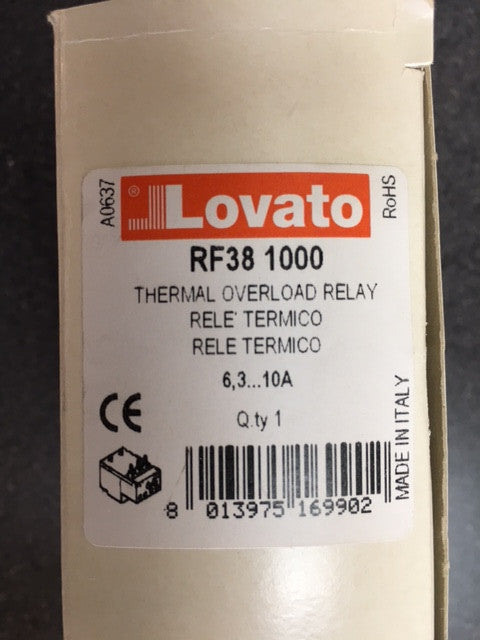 A0637
Lovato
®
RoHS
RF38 1000
THERMAL OVERLOAD RELAY
RELE' TERMICO
RELE TERMICO
6,3...10A
CE
Q.ty 1
MADE IN ITALY
8 013975 169902